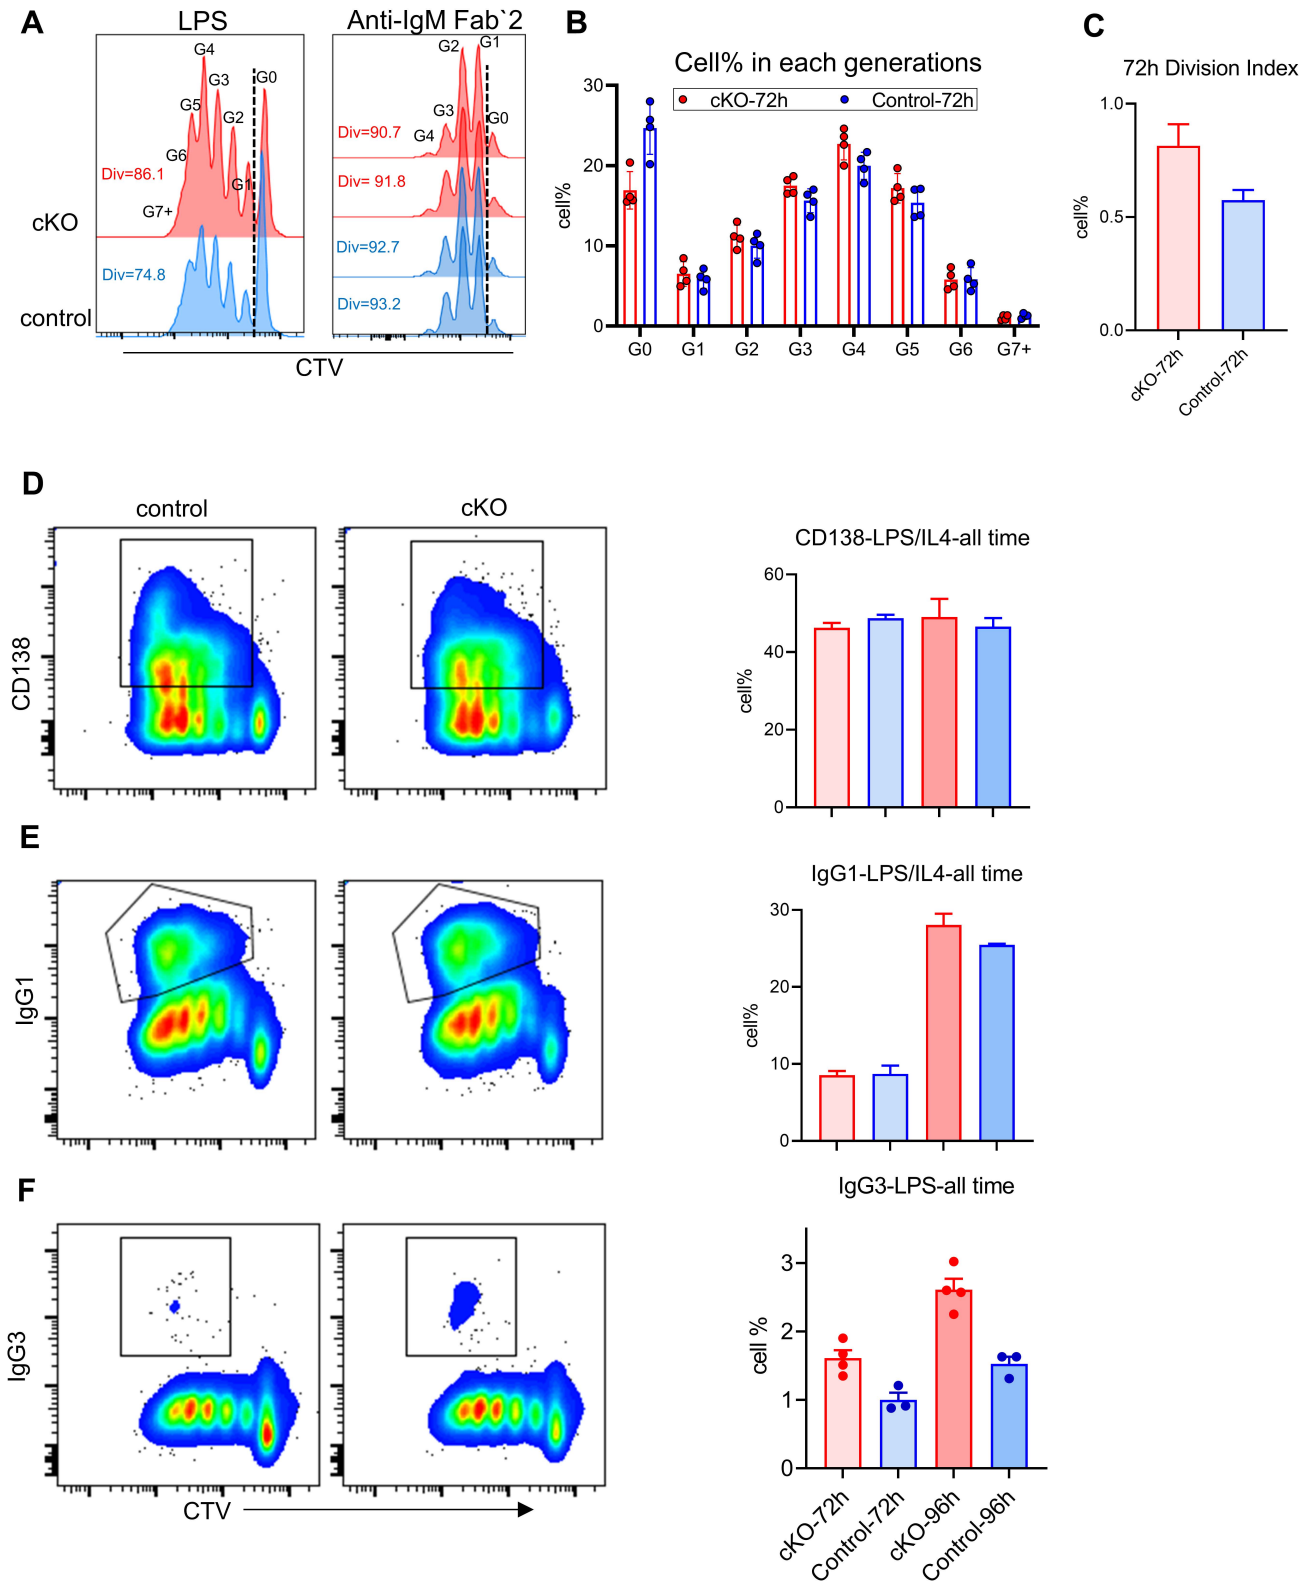 A
LPS
Anti-IgM Fab`2
G4
G3
G0
G5
G2
G6
G1
G7+
Div=86.1
Div=74.8
cKO
control
G2
G1
G3
G0
G4
Div=90.7
Div= 91.8
Div=92.7
Div=93.2
CTV
B
Cell% in each generations
cKO-72h
Control-72h
cell%
30
20
10
0
G0
G1
G2
G3
G4
G5
G6
G7+
C
72h Division Index
cell%
1.0
0.5
0.0
cKO-72h
Control-72h
D
control
cKO
CD138
CD138-LPS/IL4-all time
cell%
60
40
20
0
E
IgG1
IgG1-LPS/IL4-all time
cell%
30
20
10
0
F
IgG3
CTV
IgG3-LPS-all time
cell %
3
2
1
0
cKO-72h
Control-72h
cKO-96h
Control-96h